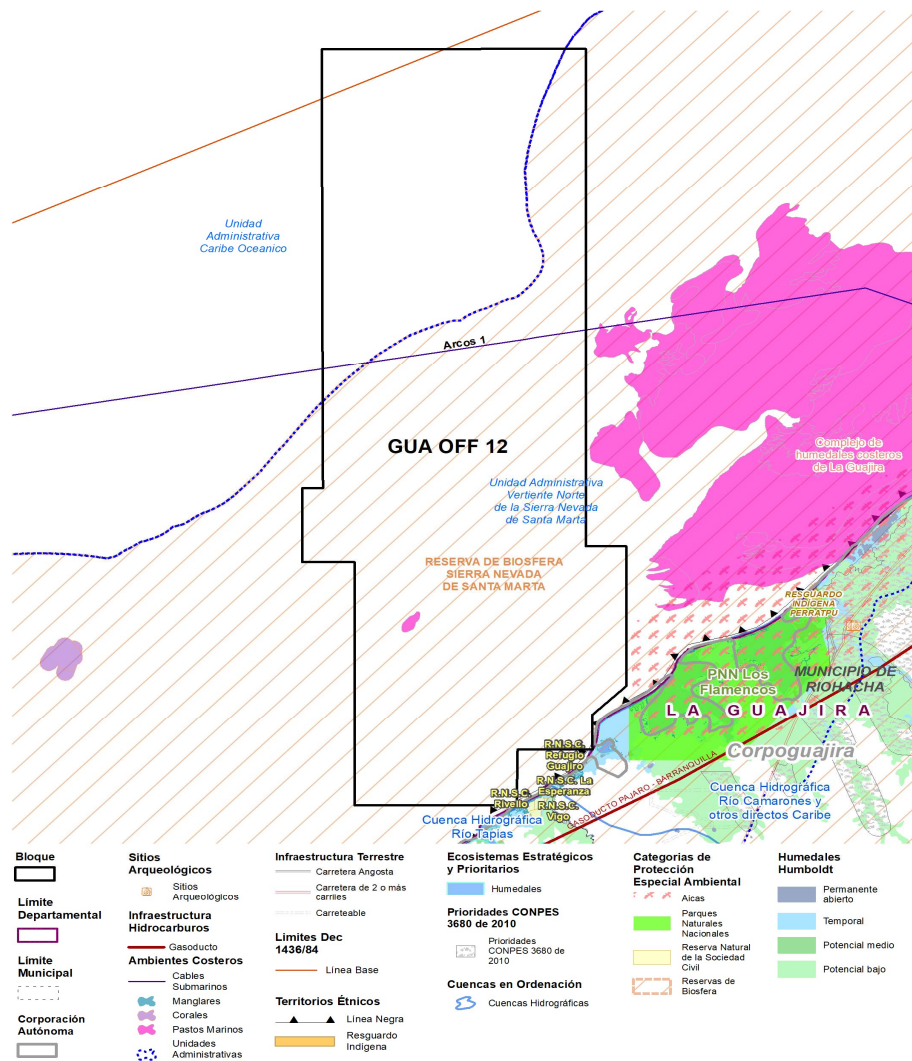 Unidad
Administrativa
Caribe Oceanico
Arcos 1
GUA OFF 12
Complejo de
humedales costeros
de La Guajira
Unidad Administrativa
Vertiente Norte
de la Sierra Nevada
de Santa Marta
RESERVA DE BIOSFERA
SIERRA NEVADA
DE SANTA MARTA
RESGUARDO
INDIGENA
PERRATPU
PNN Los
Flamencos
MUNICIPIO DE
RIOHACHA
LA GUAJIRA
Corpoguajira
R.N.S.C.
Refugio
Guajiro
R.N.S.C. La
Esperanza
R.N.S.C.
Rivello
R.N.S.C.
Vigo
GASODUCTO PAJARO - BARRANQUILLA
Cuenca Hidrográfica
Río Tapias
Cuenca Hidrográfica
Río Camarones y
otros directos Caribe
Bloque
Limite
Departamental
Limite
Municipal
Corporación
Autónoma
Sitios
Arqueológicos
Sitios
Arqueológicos
Infraestructura
Hidrocarburos
Gasoducto
Ambientes Costeros
Cables
Submarinos
Manglares
Corales
Pastos Marinos
Unidades
Administrativas
Infraestructura Terrestre
Carretera Angosta
Carretera de 2 o más
carriles
Carreteable
Limites Dec
1436/84
Línea Base
Territorios Étnicos
Línea Negra
Resguardo
Indígena
Ecosistemas Estratégicos
y Prioritarios
Humedales
Prioridades CONPES
3680 de 2010
Prioridades
CONPES 3680 de
2010
Cuencas en Ordenación
Cuencas Hidrográficas
Categorias de
Protección
Especial Ambiental
Aicas
Parques
Naturales
Nacionales
Reserva Natural
de la Sociedad
Civil
Reservas de
Biosfera
Humedales
Humboldt
Permanente
abierto
Temporal
Potencial medio
Potencial bajo